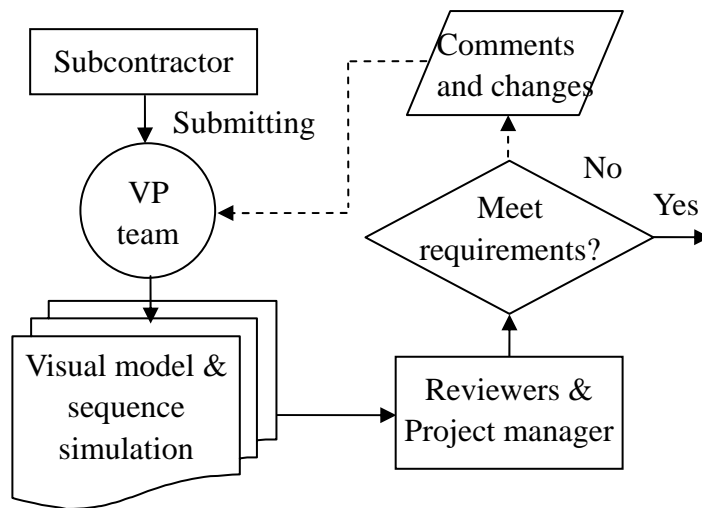 Subcontractor
Submitting
VP
team
Visual model &
sequence
simulation
Reviewers &
Project manager
Meet
requirements?
No
Yes
Comments
and changes